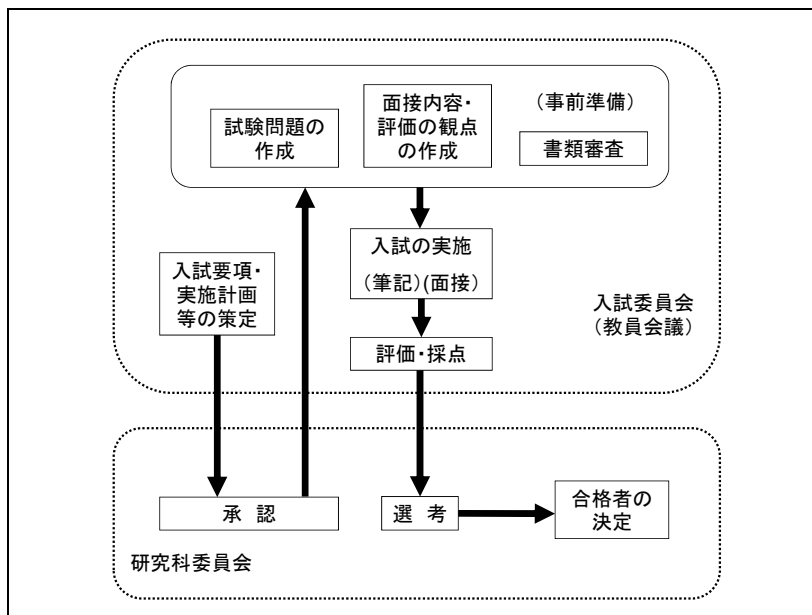 試験問題の
作成
面接内容・
評価の観点
の作成
（事前準備）
書類審査
入試の実施
（筆記）(面接)
入試要項・
実施計画
等の策定
評価・採点
入試委員会
（教員会議）
承 認
選 考
合格者の
決定
研究科委員会